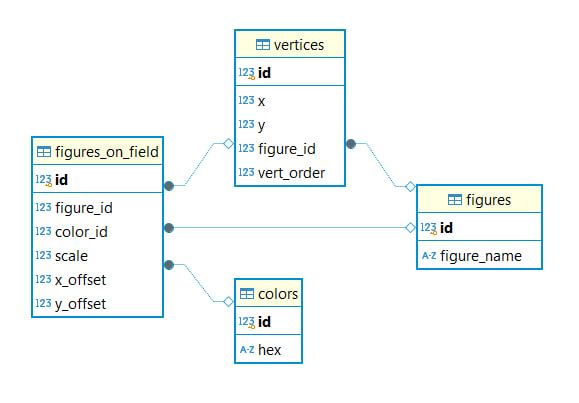 vertices
123 id
123 x
123 y
123 figure_id
123 vert_order
figures_on_field
123 id
123 figure_id
123 color_id
123 scale
123 x_offset
123 y_offset
figures
123 id
A-Z figure_name
colors
123 id
A-Z hex